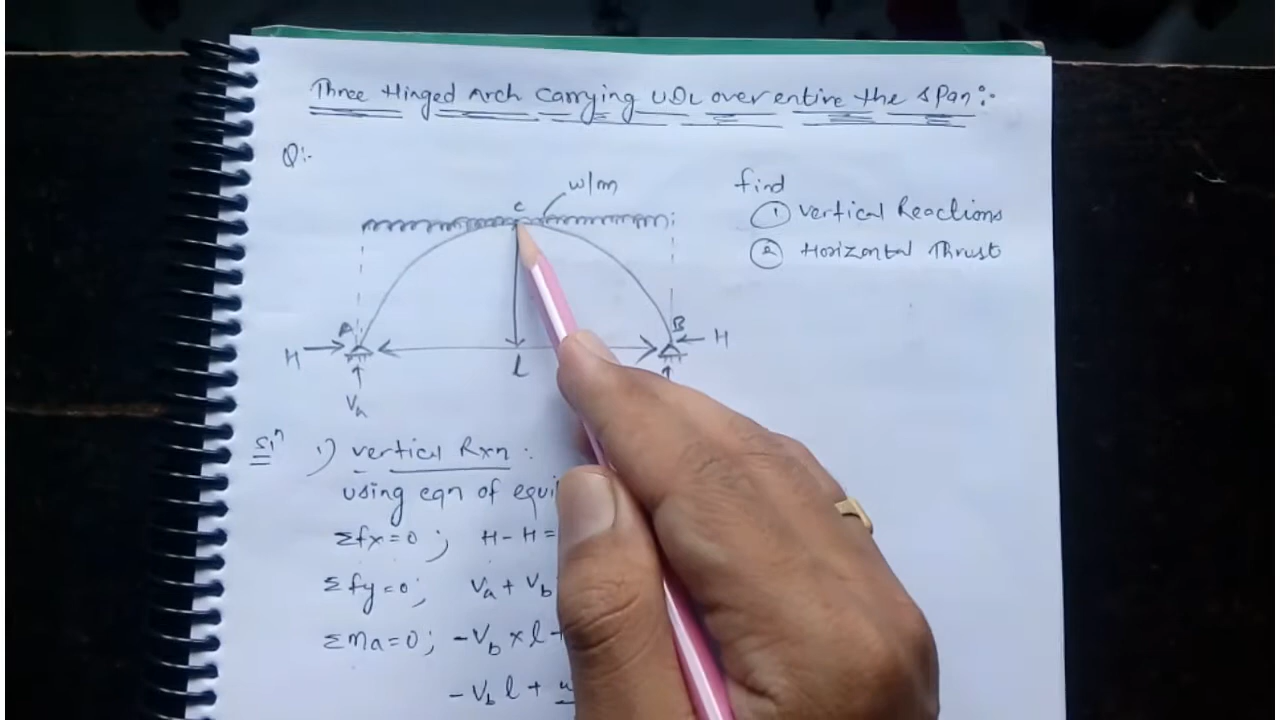 Three Hinged Arch Carrying UDL over entire the span:-
Q:-
w/m
find
C
① vertical Reactions
② Horizontal Thrust
A
B
H
H
l
Va
Slⁿ 1) vertical Rxn :
using eqn of equi
Σfx=0 ; H-H=
Σfy=0; Va + Vb
Σma=0; -Vb x l+
-Vb l + w